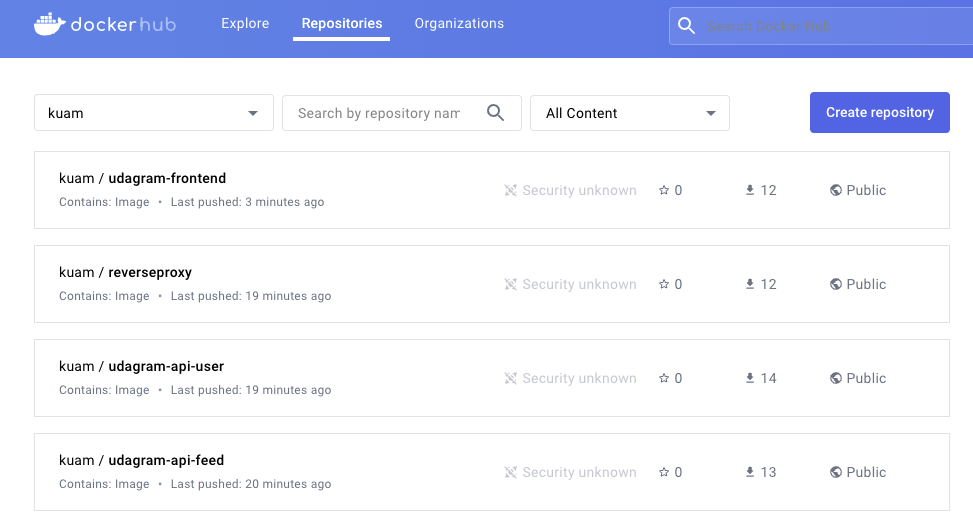 dockerhub Explore Repositories Organizations Search Docker Hub
kuam Search by repository nam All Content Create repository
kuam / udagram-frontend Security unknown 0 12 Public
Contains: Image • Last pushed: 3 minutes ago
kuam / reverseproxy Security unknown 0 12 Public
Contains: Image • Last pushed: 19 minutes ago
kuam / udagram-api-user Security unknown 0 14 Public
Contains: Image • Last pushed: 19 minutes ago
kuam / udagram-api-feed Security unknown 0 13 Public
Contains: Image • Last pushed: 20 minutes ago